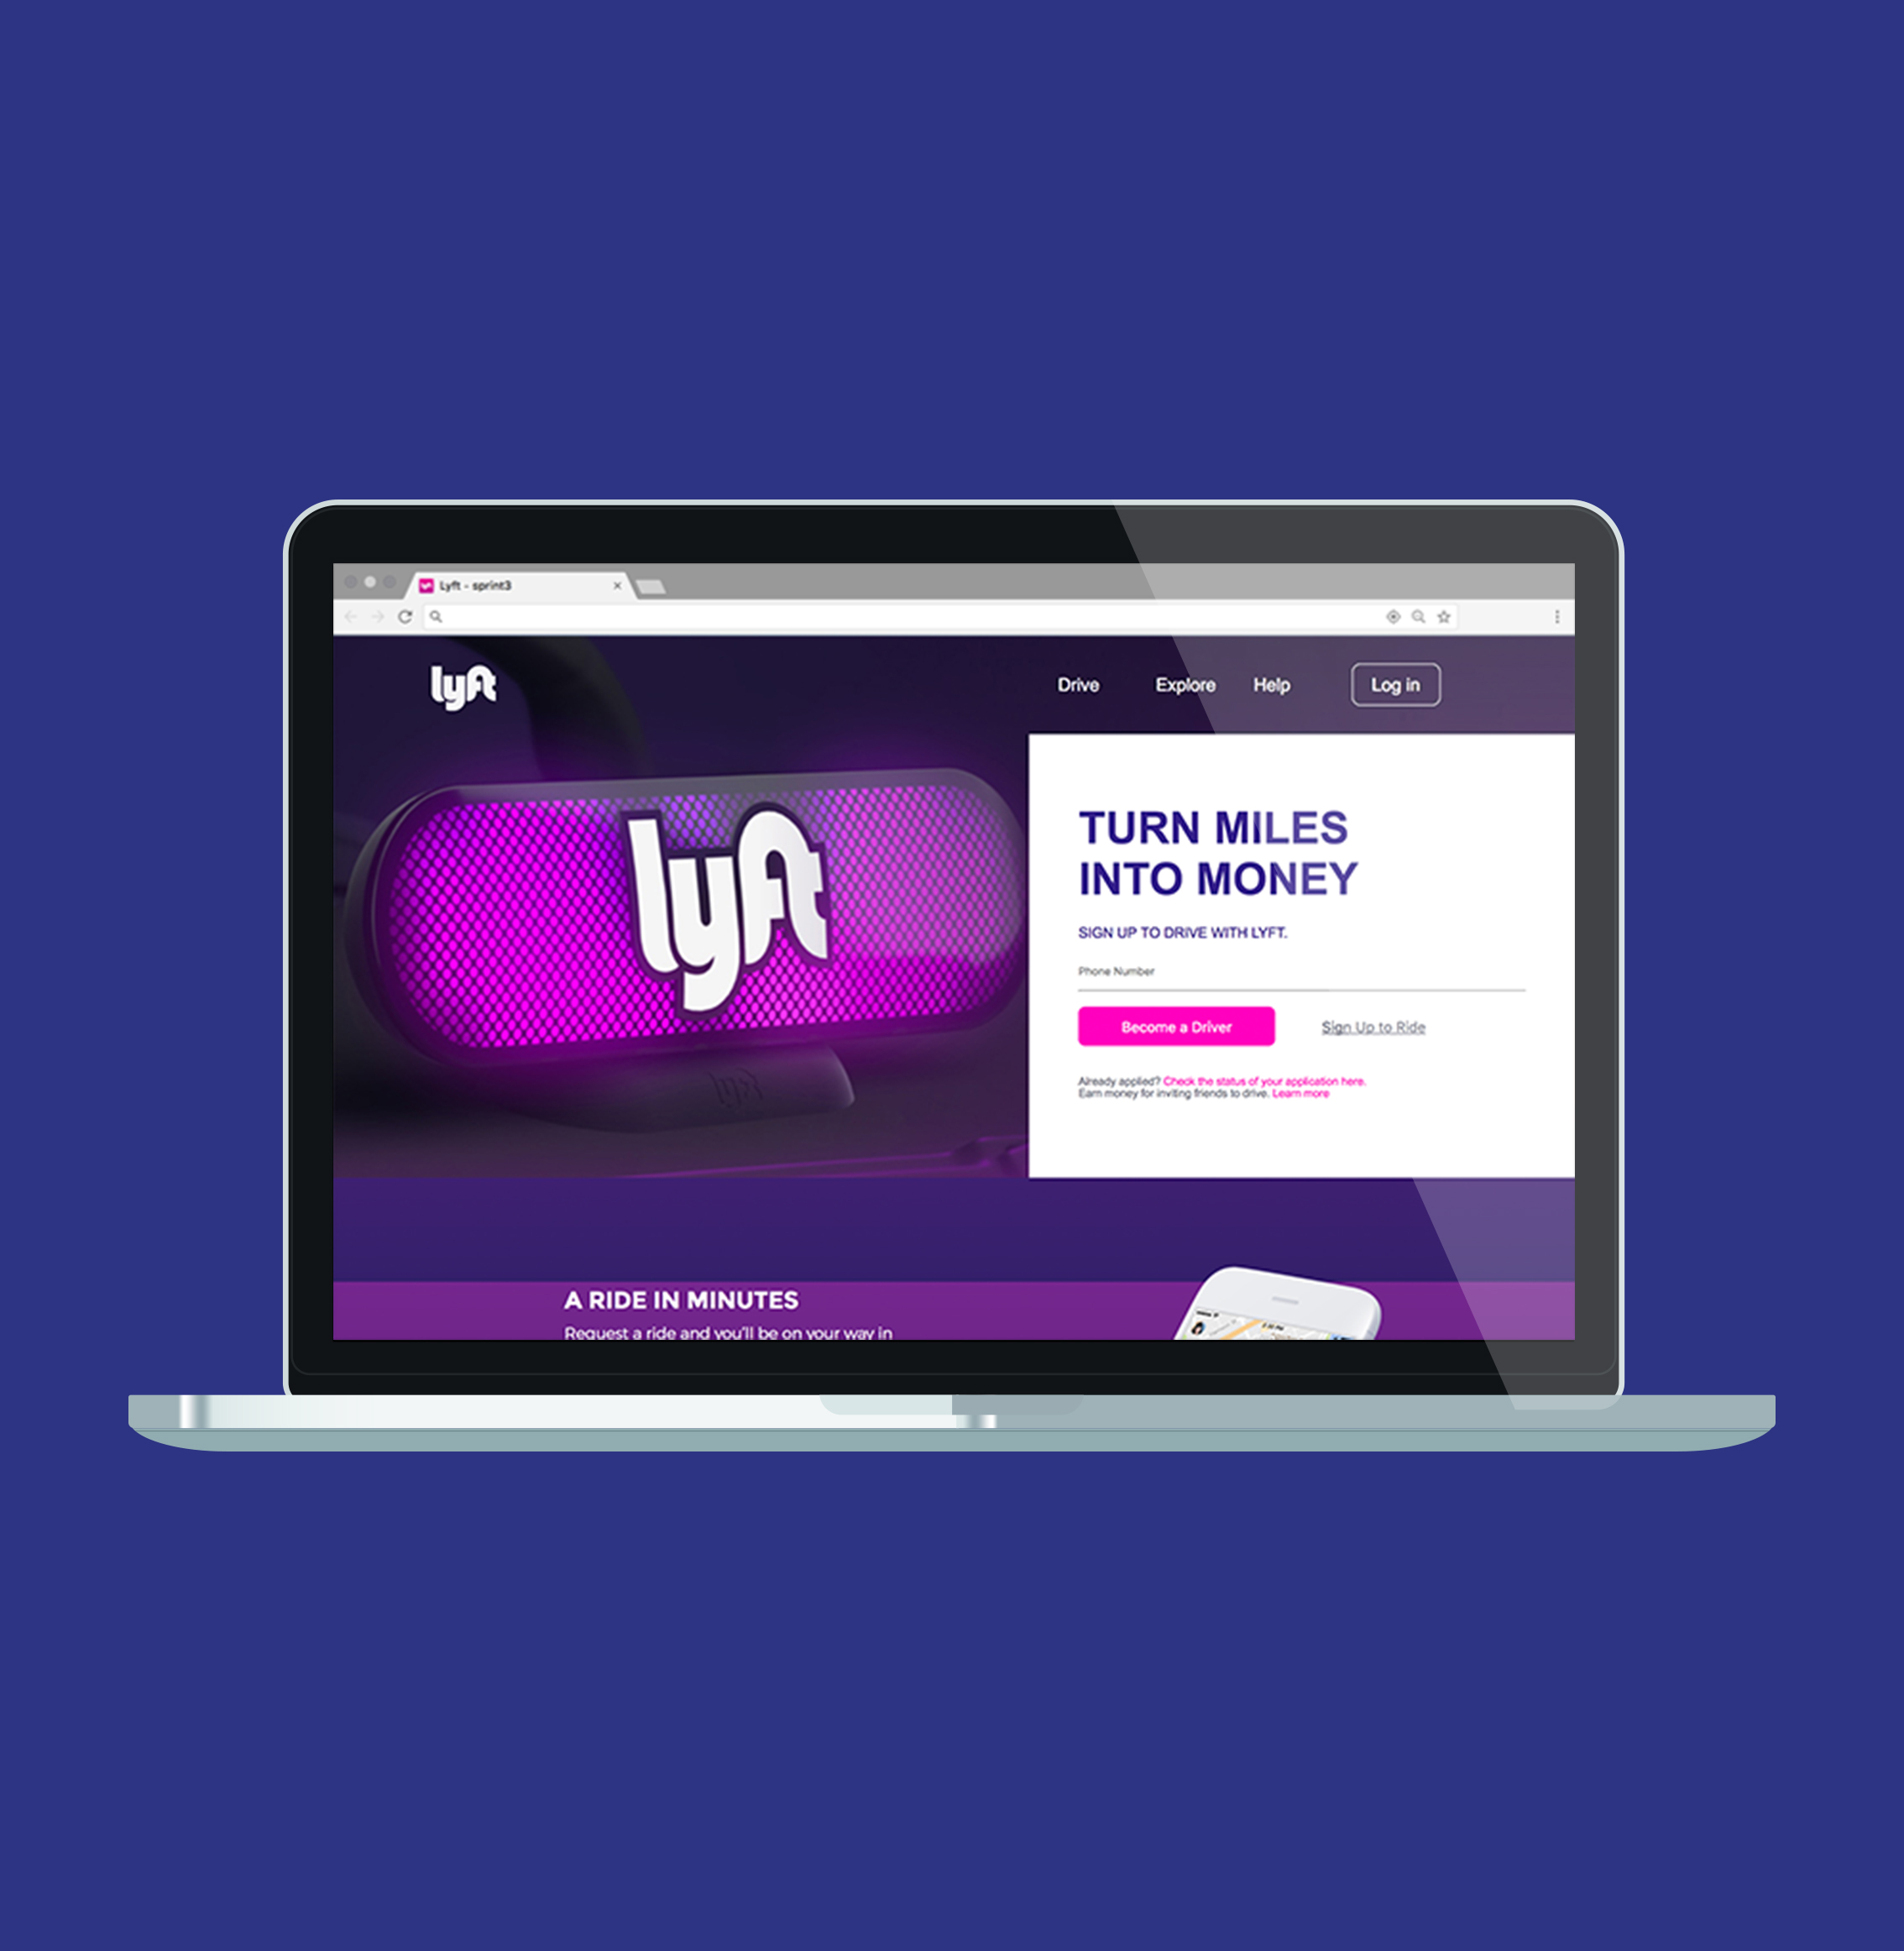 Lyft - sprint3
lyft
Drive Explore Help Log in
lyft
TURN MILES
INTO MONEY
SIGN UP TO DRIVE WITH LYFT.
Phone Number
Become a Driver Sign Up to Ride
lyft
Already applied? Check the status of your application here.
Earn money for inviting friends to drive. Learn more
A RIDE IN MINUTES
Request a ride and you'll be on your way in